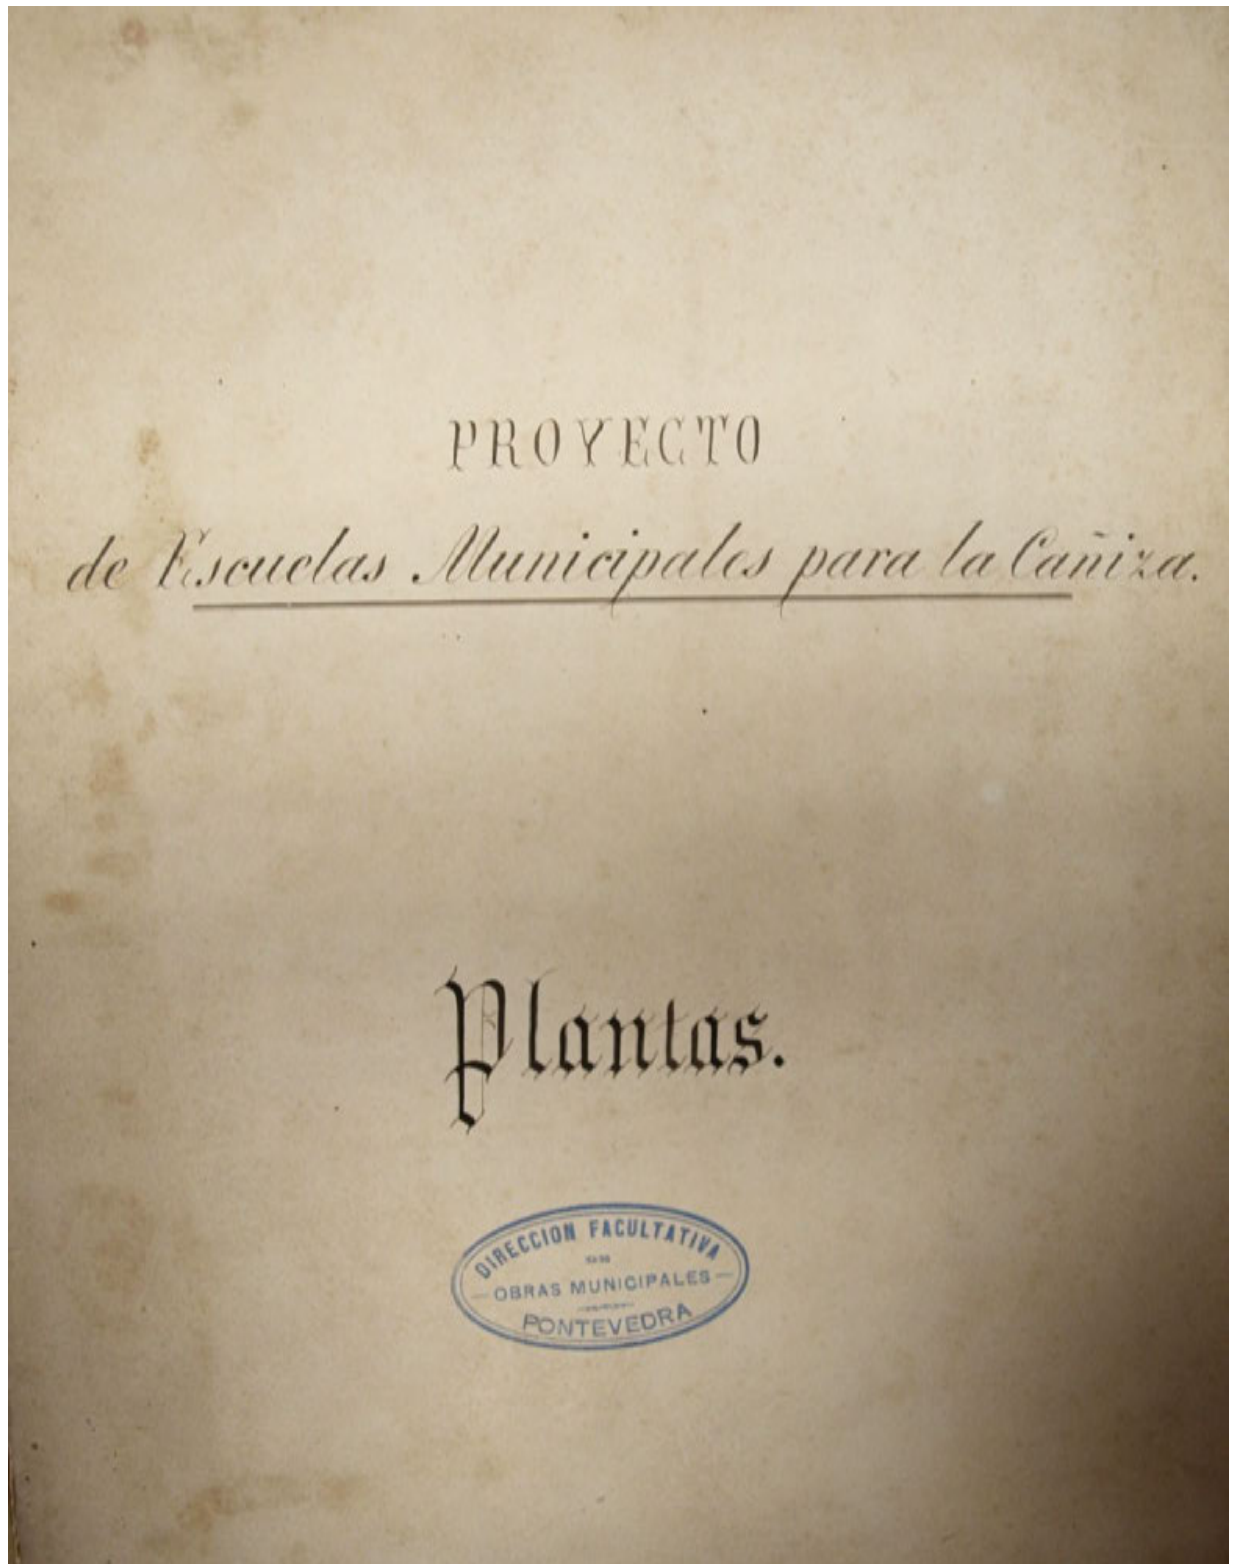 PROYECTO
de Escuelas Municipales para la Cañiza.
Plantas.
DIRECCION FACULTATIVA
DE
OBRAS MUNICIPALES
PONTEVEDRA